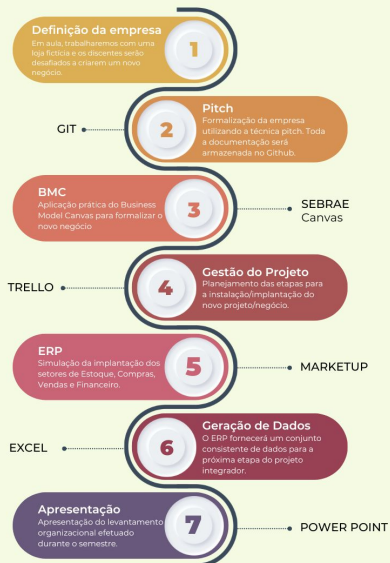 Definição da empresa
Em aula, trabalharemos com uma
loja fictícia e os discentes serão
desafiados a criarem um novo
negócio.
1
GIT
2
Pitch
Formalização da empresa
utilizando a técnica pitch. Toda
a documentação será
armazenada no Github.
BMC
Aplicação prática do Business
Model Canvas para formalizar o
novo negócio
3
SEBRAE
Canvas
TRELLO
4
Gestão do Projeto
Planejamento das etapas para
a instalação/implantação do
novo projeto/negócio.
ERP
Simulação da implantação dos
setores de Estoque, Compras,
Vendas e Financeiro.
5
MARKETUP
EXCEL
6
Geração de Dados
O ERP fornecerá um conjunto
consistente de dados para a
próxima etapa do projeto
integrador.
Apresentação
Apresentação do levantamento
organizacional efetuado
durante o semestre.
7
POWER POINT